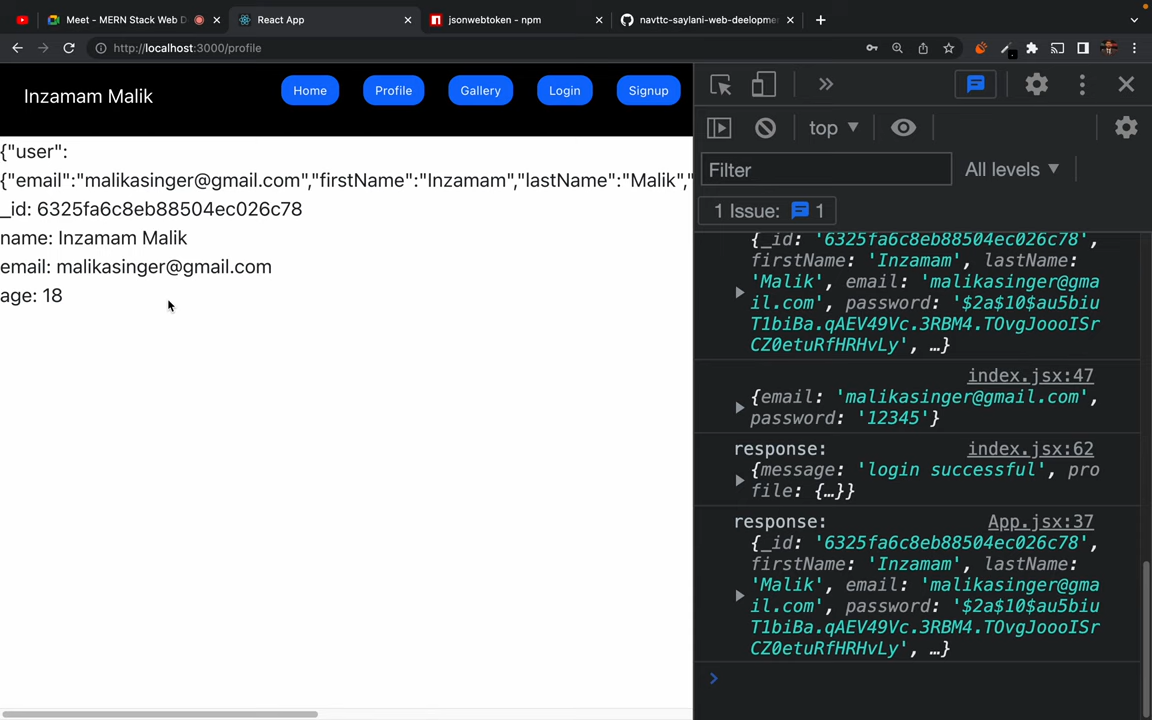 Meet - MERN Stack Web D
React App
jsonwebtoken - npm
navttc-saylani-web-deelopme
http://localhost:3000/profile
Inzamam Malik
Home
Profile
Gallery
Login
Signup
{"user":
{"email":"malikasinger@gmail.com","firstName":"Inzamam","lastName":"Malik","
_id: 6325fa6c8eb88504ec026c78
name: Inzamam Malik
email: malikasinger@gmail.com
age: 18
top
Filter
All levels
1 Issue: 1
{_id: '6325fa6c8eb88504ec026c78',
firstName: 'Inzamam', lastName:
'Malik', email: 'malikasinger@gma
il.com', password: '$2a$10$au5biu
T1biBa.qAEV49Vc.3RBM4.TOvgJoooISr
CZ0etuRfHRHvLy', …}
index.jsx:47
{email: 'malikasinger@gmail.com',
password: '12345'}
response: index.jsx:62
{message: 'login successful', pro
file: {…}}
response: App.jsx:37
{_id: '6325fa6c8eb88504ec026c78',
firstName: 'Inzamam', lastName:
'Malik', email: 'malikasinger@gma
il.com', password: '$2a$10$au5biu
T1biBa.qAEV49Vc.3RBM4.TOvgJoooISr
CZ0etuRfHRHvLy', …}